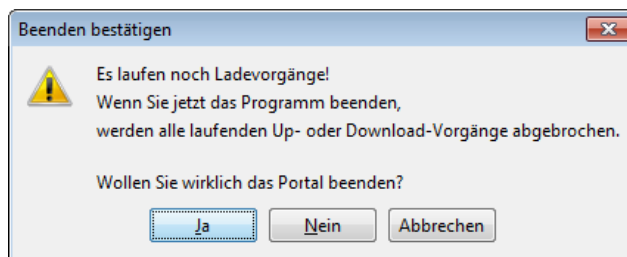 Beenden bestätigen
Es laufen noch Ladevorgänge!
Wenn Sie jetzt das Programm beenden,
werden alle laufenden Up- oder Download-Vorgänge abgebrochen.
Wollen Sie wirklich das Portal beenden?
Ja Nein Abbrechen